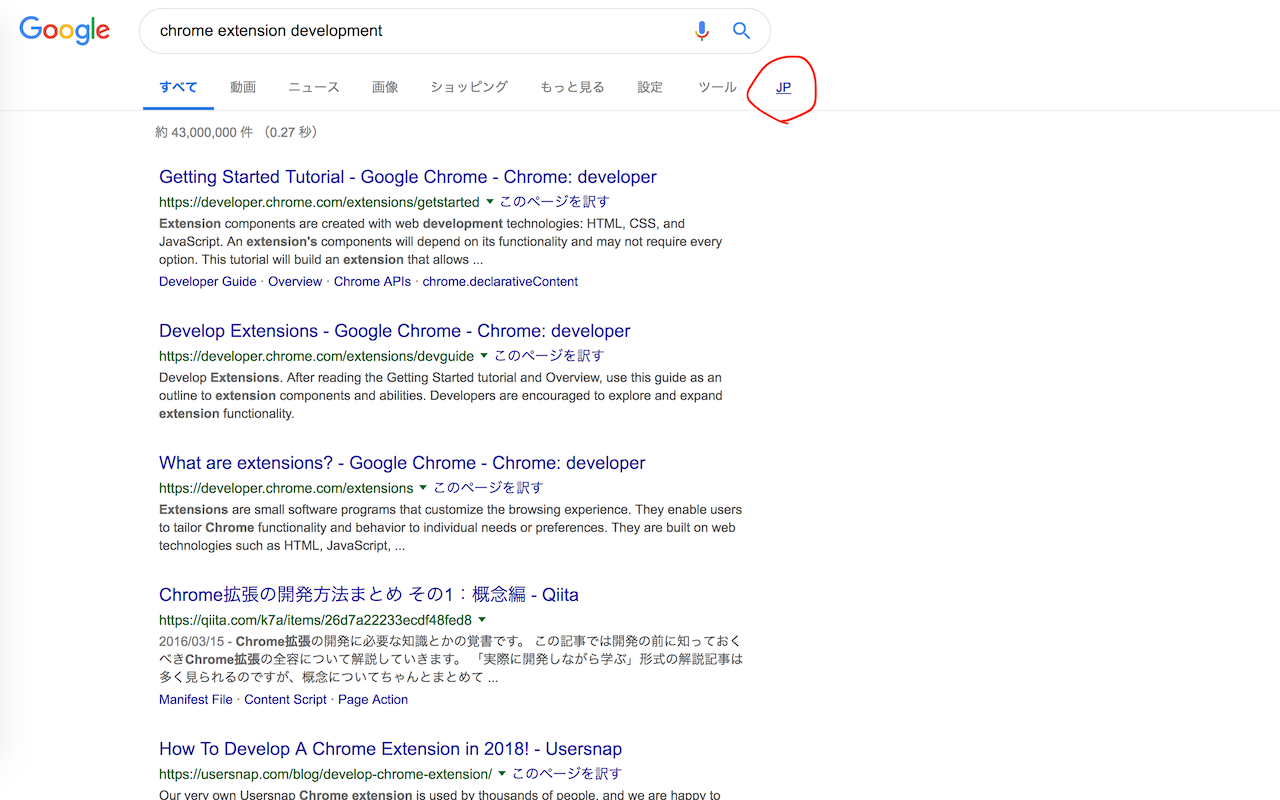 Google
chrome extension development
すべて 動画 ニュース 画像 ショッピング もっと見る 設定 ツール JP
約 43,000,000 件 （0.27 秒）
Getting Started Tutorial - Google Chrome - Chrome: developer
https://developer.chrome.com/extensions/getstarted ▼ このページを訳す
Extension components are created with web development technologies: HTML, CSS, and
JavaScript. An extension's components will depend on its functionality and may not require every
option. This tutorial will build an extension that allows ...
Developer Guide · Overview · Chrome APIs · chrome.declarativeContent
Develop Extensions - Google Chrome - Chrome: developer
https://developer.chrome.com/extensions/devguide ▼ このページを訳す
Develop Extensions. After reading the Getting Started tutorial and Overview, use this guide as an
outline to extension components and abilities. Developers are encouraged to explore and expand
extension functionality.
What are extensions? - Google Chrome - Chrome: developer
https://developer.chrome.com/extensions ▼ このページを訳す
Extensions are small software programs that customize the browsing experience. They enable users
to tailor Chrome functionality and behavior to individual needs or preferences. They are built on web
technologies such as HTML, JavaScript, ...
Chrome拡張の開発方法まとめ その1：概念編 - Qiita
https://qiita.com/k7a/items/26d7a22233ecdf48fed8 ▼
2016/03/15 - Chrome拡張の開発に必要な知識とかの覚書です。 この記事では開発の前に知っておく
べきChrome拡張の全容について解説していきます。 「実際に開発しながら学ぶ」形式の解説記事は
多く見られるのですが、概念についてちゃんとまとめて ...
Manifest File · Content Script · Page Action
How To Develop A Chrome Extension in 2018! - Usersnap
https://usersnap.com/blog/develop-chrome-extension/ ▼ このページを訳す
Our very own Usersnap Chrome extension is used by thousands of people, and we are happy to